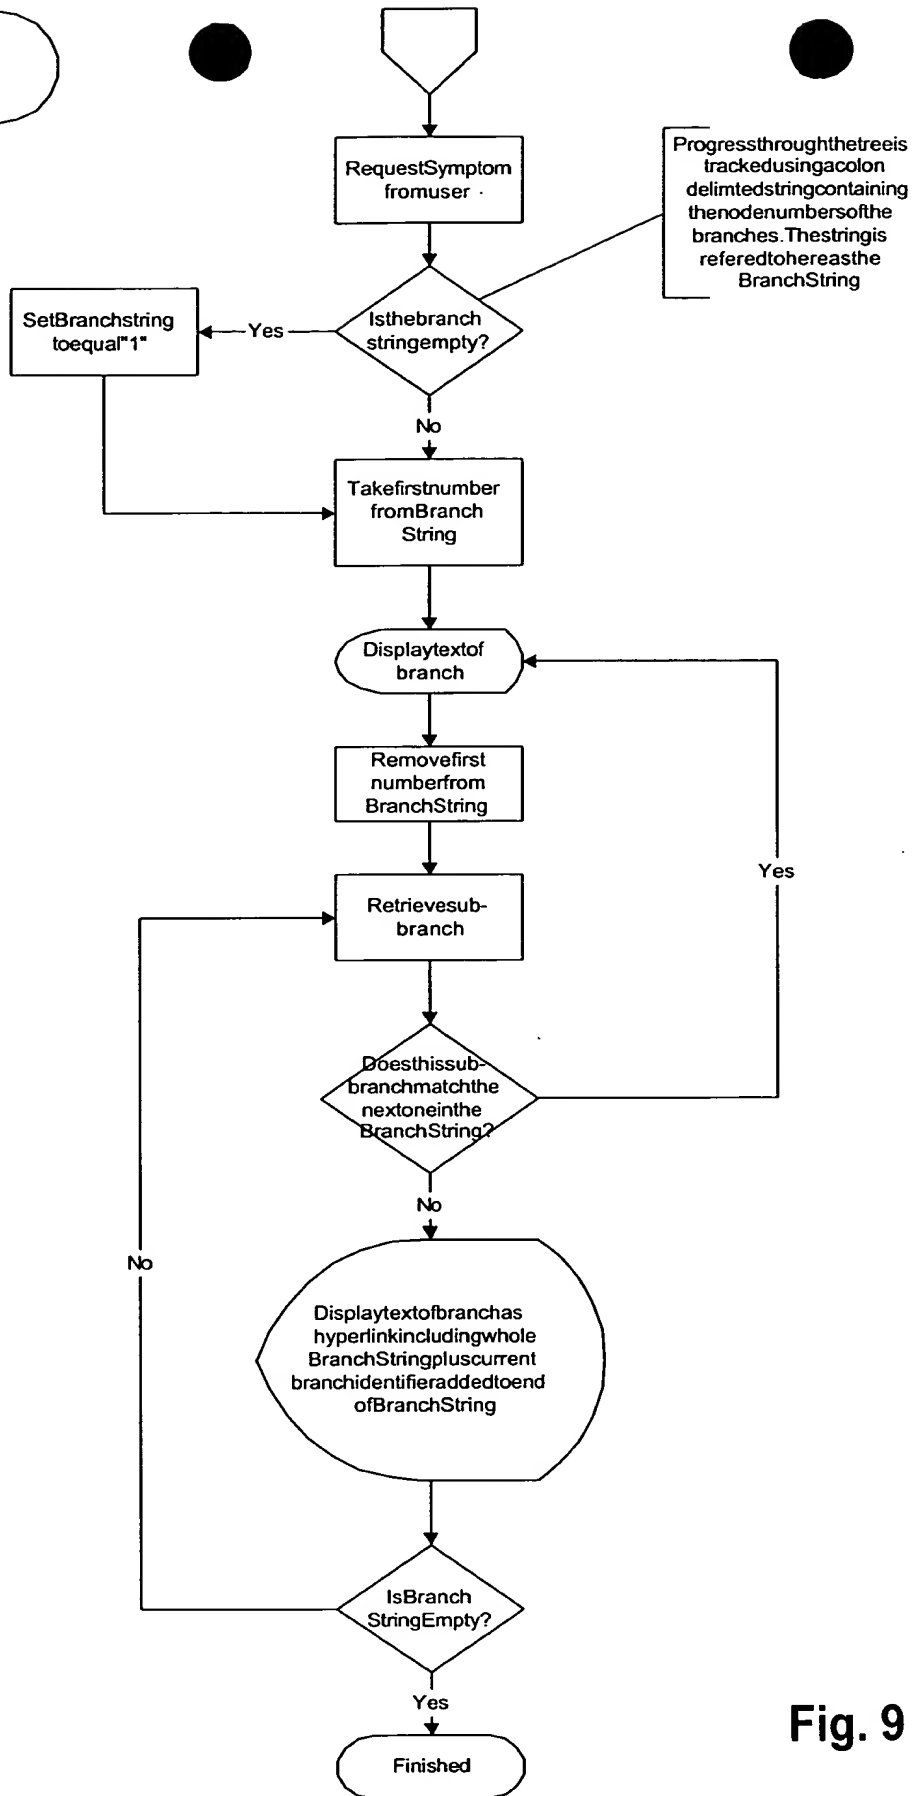 RequestSymptom
fromuser
Progressthroughthetreeis
trackedusingacolon
delimtedstringcontaining
thenodenumbersofthe
branches.Thestringis
referedtohereasthe
BranchString
Isthebranch
stringempty?
Yes
SetBranchstring
toequal"1"
No
Takefirstnumber
fromBranch
String
Displaytextof
branch
Removefirst
numberfrom
BranchString
Yes
Retrievesub-
branch
Doesthissub-
branchmatchthe
nextoneinthe
BranchString?
No
No
Displaytextofbranchas
hyperlinkincludingwhole
BranchStringpluscurrent
branchidentifieraddedtoend
ofBranchString
IsBranch
StringEmpty?
Yes
Finished
Fig. 9